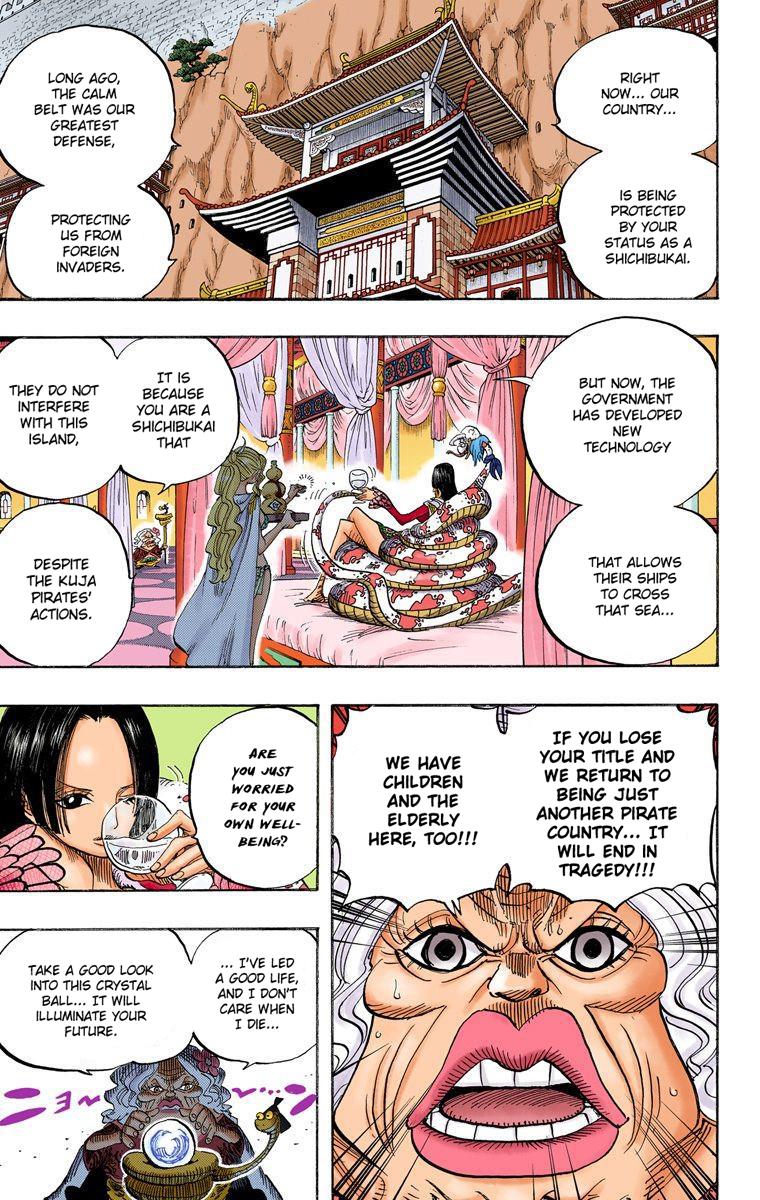 RIGHT
NOW... OUR
COUNTRY...
IS BEING
PROTECTED
BY YOUR
STATUS AS A
SHICHIBUKAI.
LONG AGO,
THE CALM
BELT WAS OUR
GREATEST
DEFENSE,
PROTECTING
US FROM
FOREIGN
INVADERS.
BUT NOW, THE
GOVERNMENT
HAS DEVELOPED
NEW
TECHNOLOGY
THAT ALLOWS
THEIR SHIPS
TO CROSS
THAT SEA...
IT IS
BECAUSE
YOU ARE A
SHICHIBUKAI
THAT
THEY DO NOT
INTERFERE
WITH THIS
ISLAND,
DESPITE
THE KUJA
PIRATES'
ACTIONS.
IF YOU LOSE
YOUR TITLE AND
WE RETURN TO
BEING JUST
ANOTHER PIRATE
COUNTRY... IT
WILL END IN
TRAGEDY!!!
WE HAVE
CHILDREN
AND THE
ELDERLY
HERE, TOO!!!
ARE
YOU JUST
WORRIED
FOR YOUR
OWN WELL-
BEING?
... I'VE LED
A GOOD LIFE,
AND I DON'T
CARE WHEN
I DIE...
TAKE A GOOD LOOK
INTO THIS CRYSTAL
BALL... IT WILL
ILLUMINATE YOUR
FUTURE.
ニョ〜〜…ン